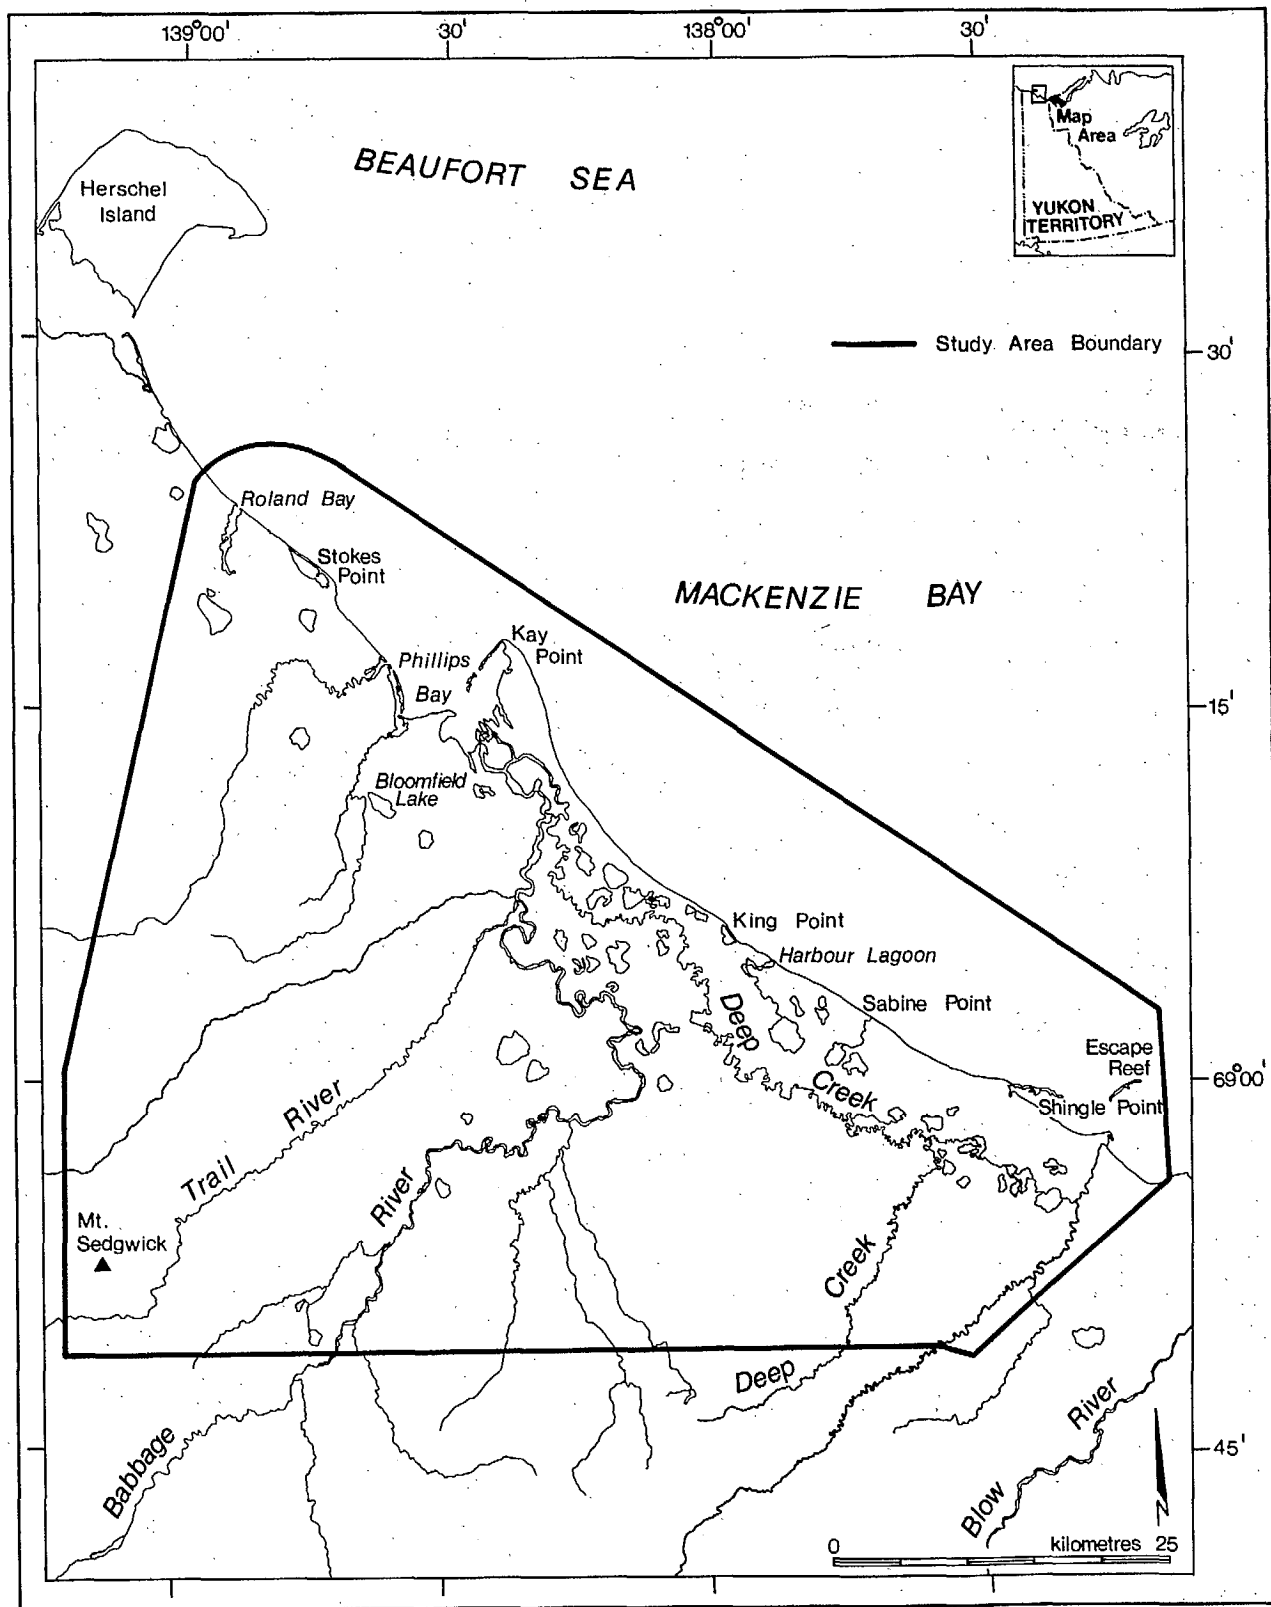 139°00'
30'
138°00'
30'
Map
Area
YUKON
TERRITORY
BEAUFORT SEA
Herschel
Island
Study Area Boundary
30'
Roland Bay
Stokes
Point
MACKENZIE BAY
Kay
Point
Phillips
Bay
15'
Bloomfield
Lake
King Point
Harbour Lagoon
Sabine Point
Deep
Creek
Escape
Reef
69°00'
Shingle Point
Trail River
River
Mt.
Sedgwick
Creek
Deep
River
45'
Babbage
Blow
N
0 kilometres 25